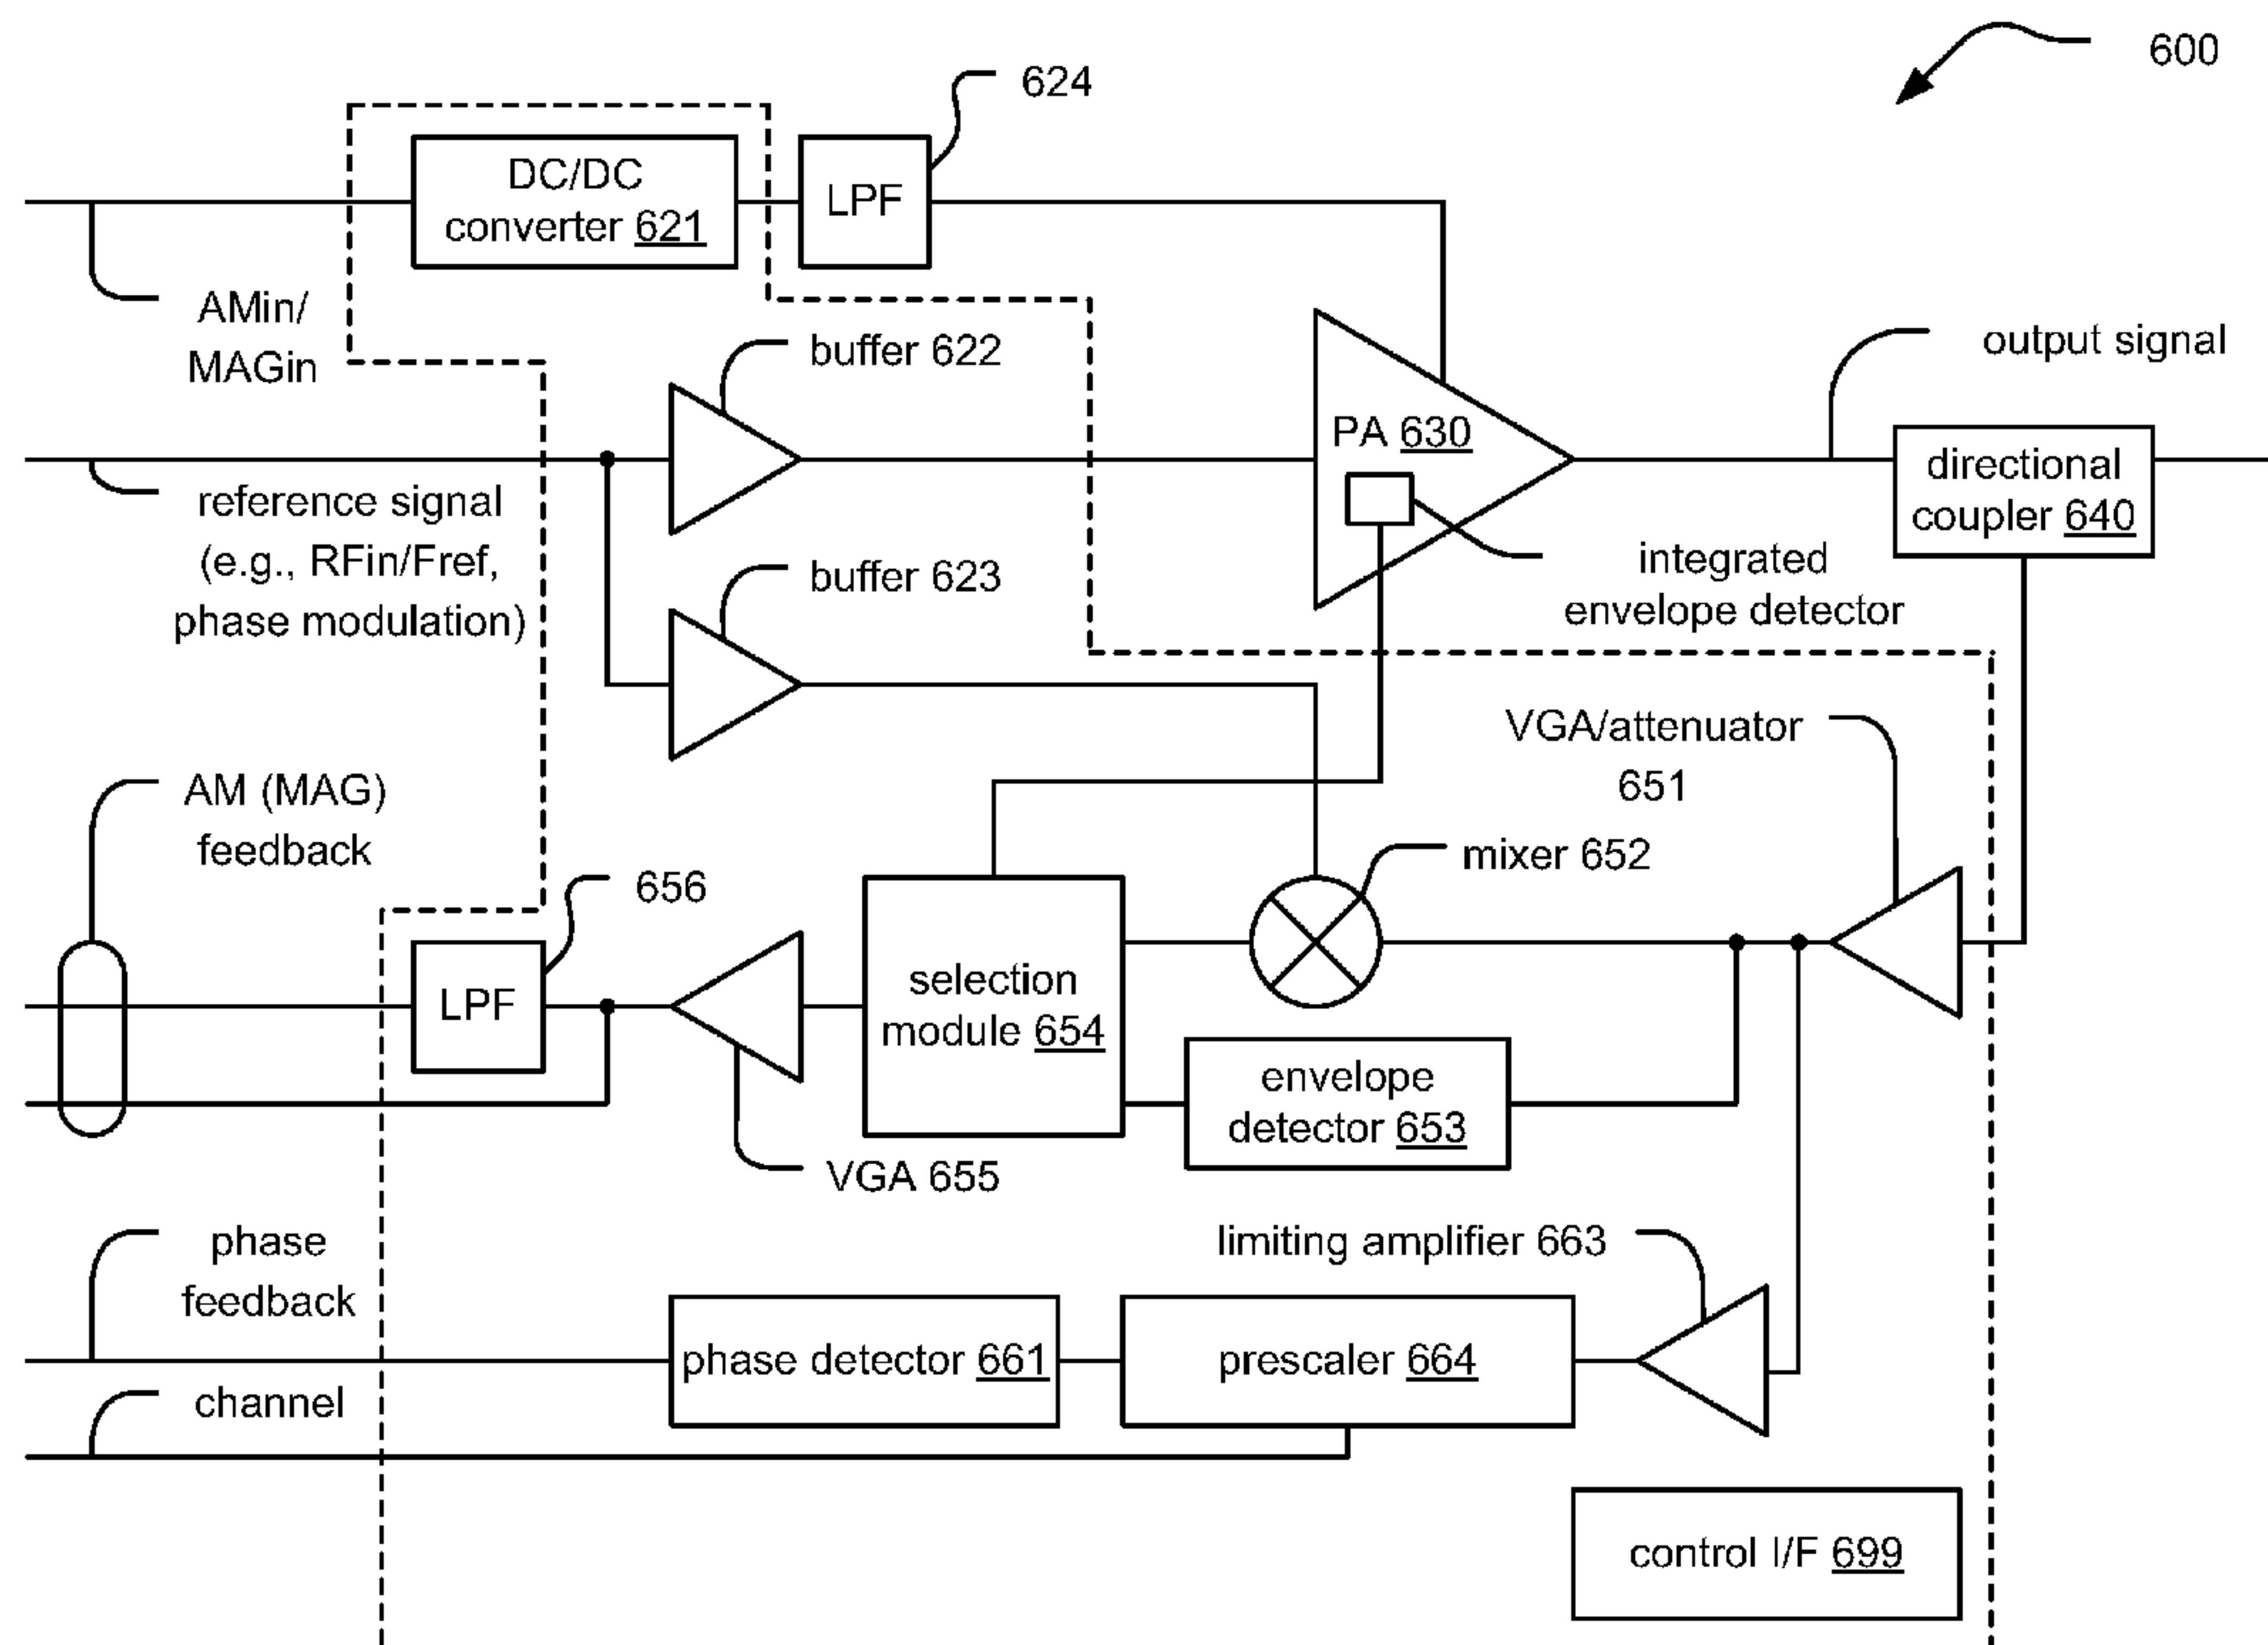 600
624
DC/DC
converter 621
LPF
AMin/
MAGin
buffer 622
output signal
PA 630
directional
coupler 640
reference signal
(e.g., RFin/Fref,
phase modulation)
buffer 623
integrated
envelope detector
VGA/attenuator
651
AM (MAG)
feedback
mixer 652
656
LPF
selection
module 654
envelope
detector 653
VGA 655
phase
feedback
limiting amplifier 663
phase detector 661
prescaler 664
channel
control I/F 699